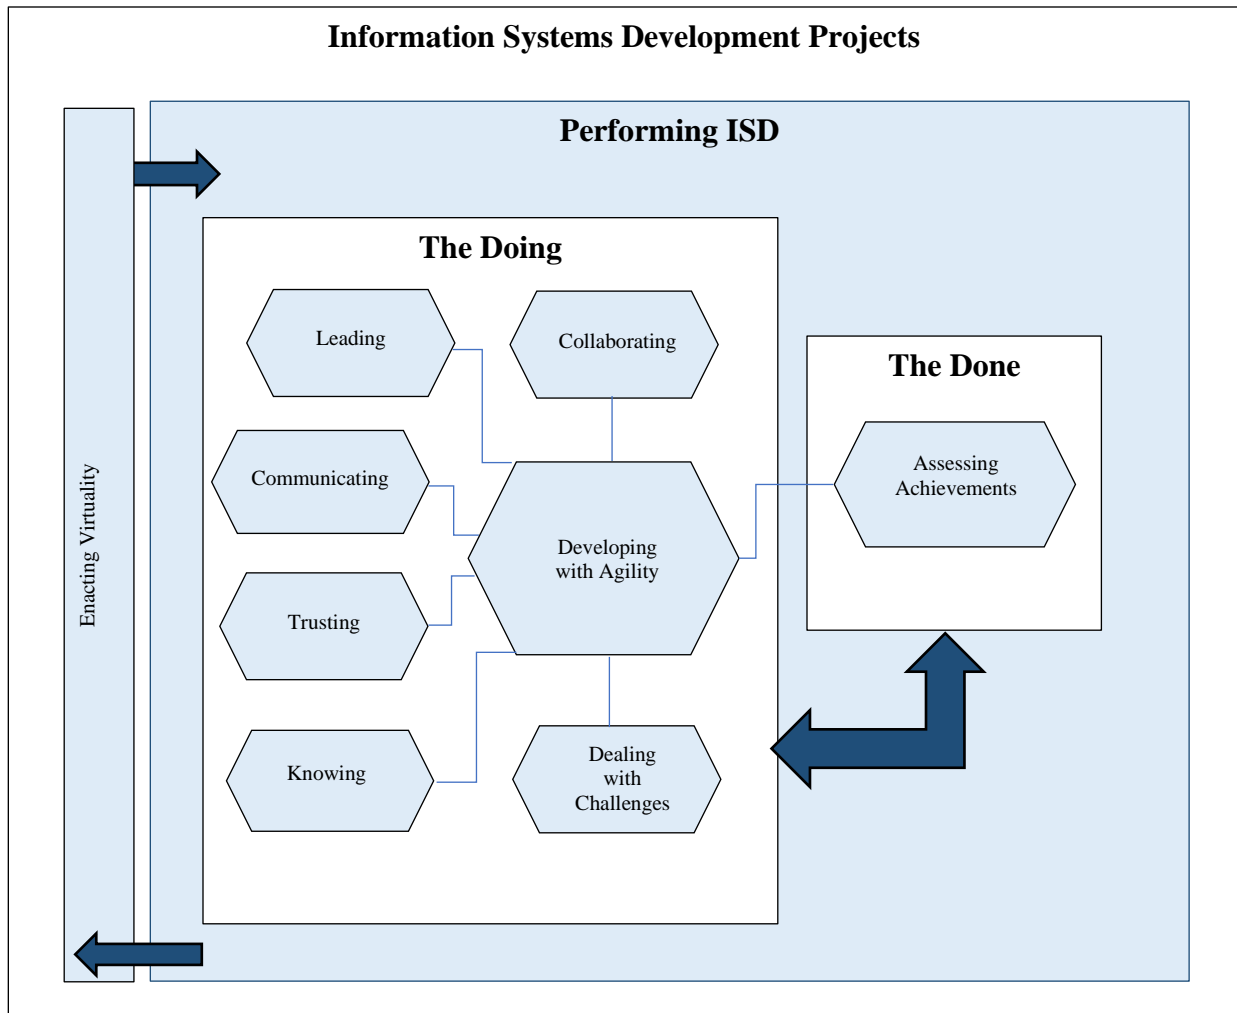 Information Systems Development Projects
Performing ISD
The Doing
Leading
Collaborating
The Done
Communicating
Assessing
Achievements
Enacting Virtuality
Developing
with Agility
Trusting
Knowing
Dealing
with
Challenges